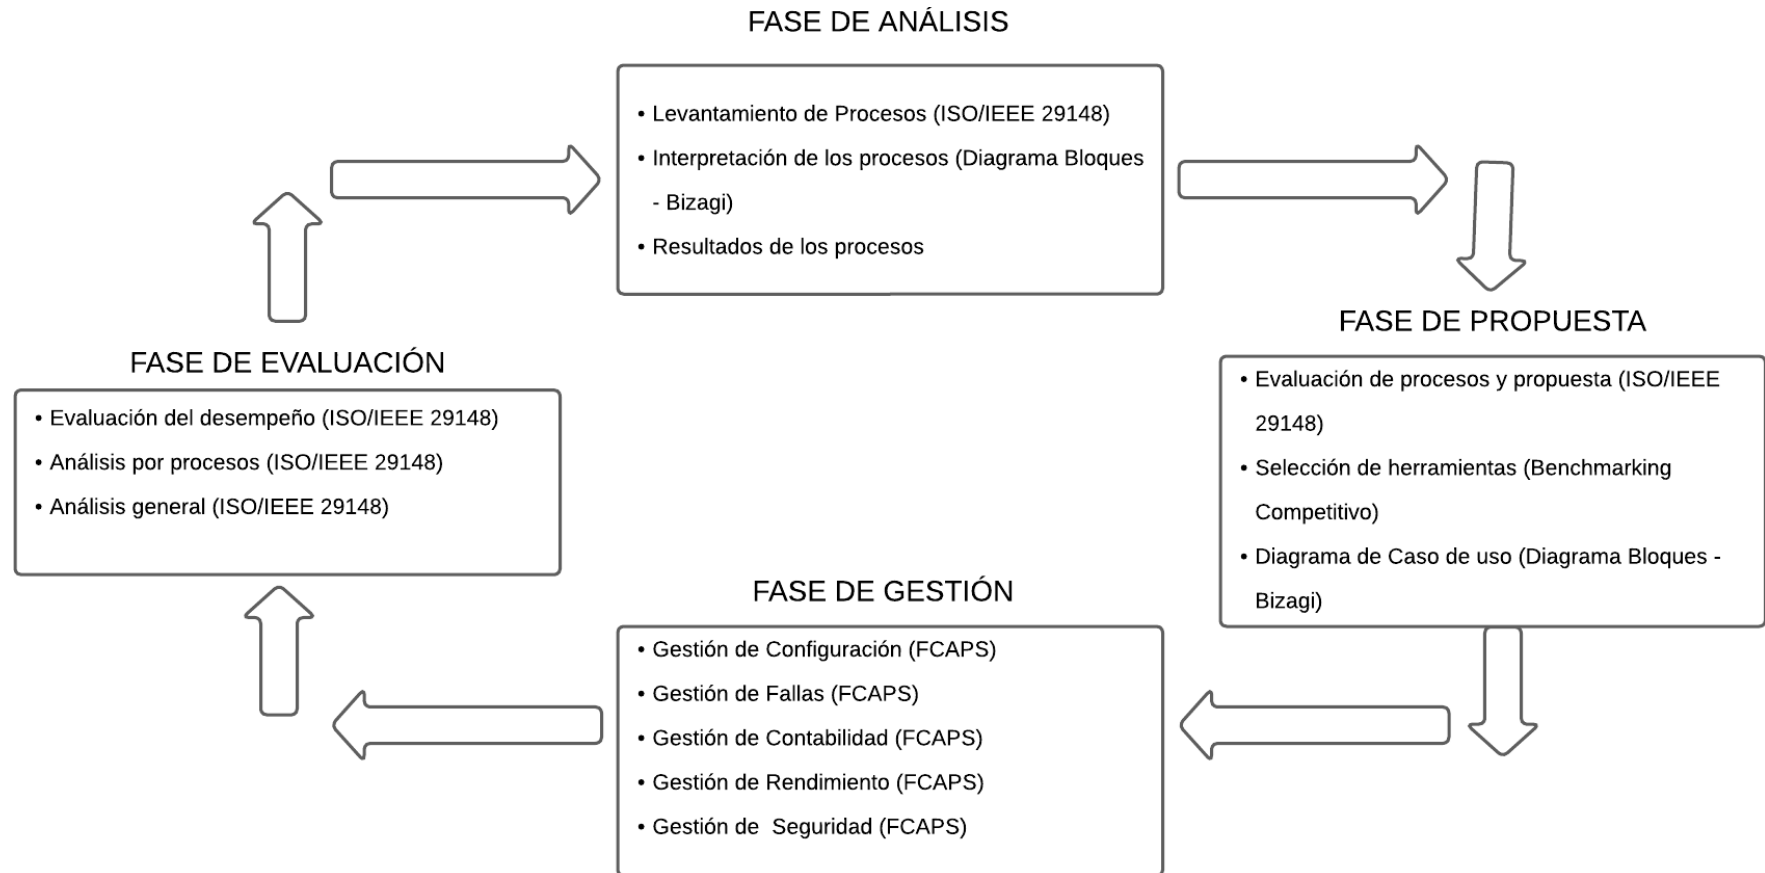 FASE DE ANÁLISIS
• Levantamiento de Procesos (ISO/IEEE 29148)
• Interpretación de los procesos (Diagrama Bloques
- Bizagi)
• Resultados de los procesos
FASE DE PROPUESTA
• Evaluación de procesos y propuesta (ISO/IEEE
29148)
• Selección de herramientas (Benchmarking
Competitivo)
• Diagrama de Caso de uso (Diagrama Bloques -
Bizagi)
FASE DE GESTIÓN
• Gestión de Configuración (FCAPS)
• Gestión de Fallas (FCAPS)
• Gestión de Contabilidad (FCAPS)
• Gestión de Rendimiento (FCAPS)
• Gestión de  Seguridad (FCAPS)
FASE DE EVALUACIÓN
• Evaluación del desempeño (ISO/IEEE 29148)
• Análisis por procesos (ISO/IEEE 29148)
• Análisis general (ISO/IEEE 29148)